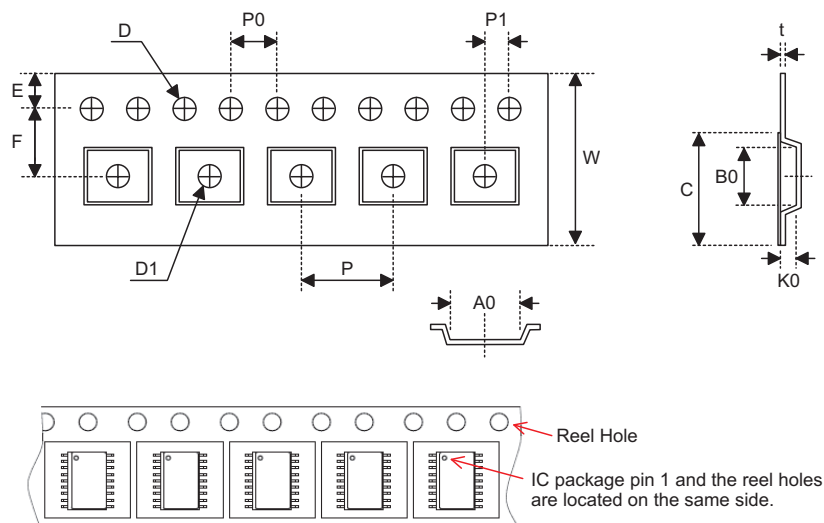 D
P0
P1
t
E
F
W
C
B0
D1
P
A0
K0
Reel Hole
IC package pin 1 and the reel holes
are located on the same side.